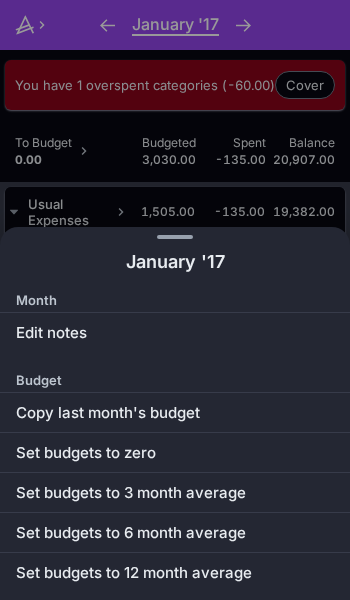 January '17
You have 1 overspent categories (-60.00)
Cover
To Budget Budgeted Spent Balance
0.00 3,030.00 -135.00 20,907.00
Usual Expenses 1,505.00 -135.00 19,382.00
January '17
Month
Edit notes
Budget
Copy last month's budget
Set budgets to zero
Set budgets to 3 month average
Set budgets to 6 month average
Set budgets to 12 month average